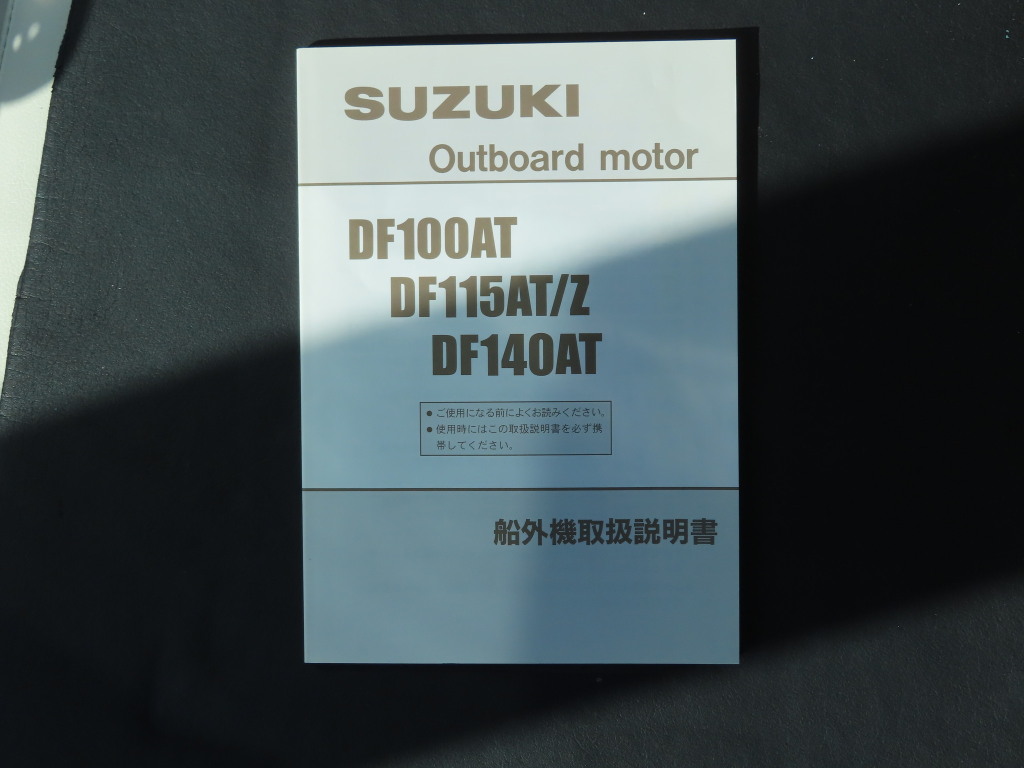 SUZUKI
Outboard motor
DF100AT
DF115AT/Z
DF140AT
● ご使用になる前によくお読みください。
● 使用時にはこの取扱説明書を必ず携
帯してください。
船外機取扱説明書